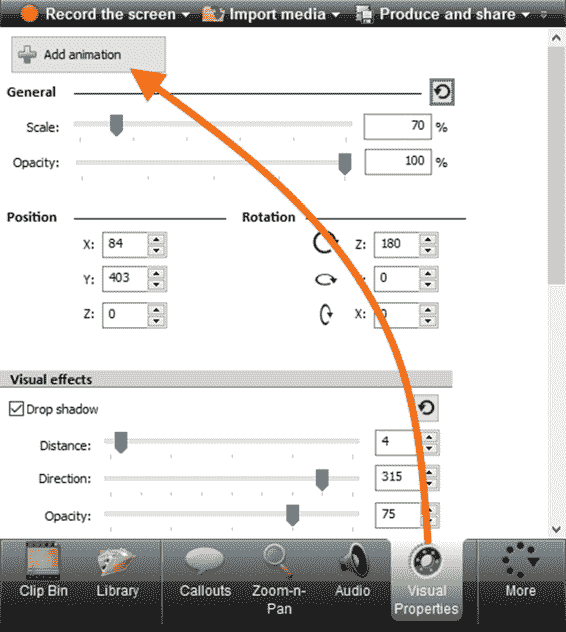 Record the screen Import media Produce and share
Add animation
General
Scale: 70 %
Opacity: 100 %
Position Rotation
X: 84 Z: 180
Y: 403 0
Z: 0 X: 0
Visual effects
Drop shadow
Distance: 4
Direction: 315
Opacity: 75
Clip Bin Library Callouts Zoom-n-Pan Audio Visual Properties More